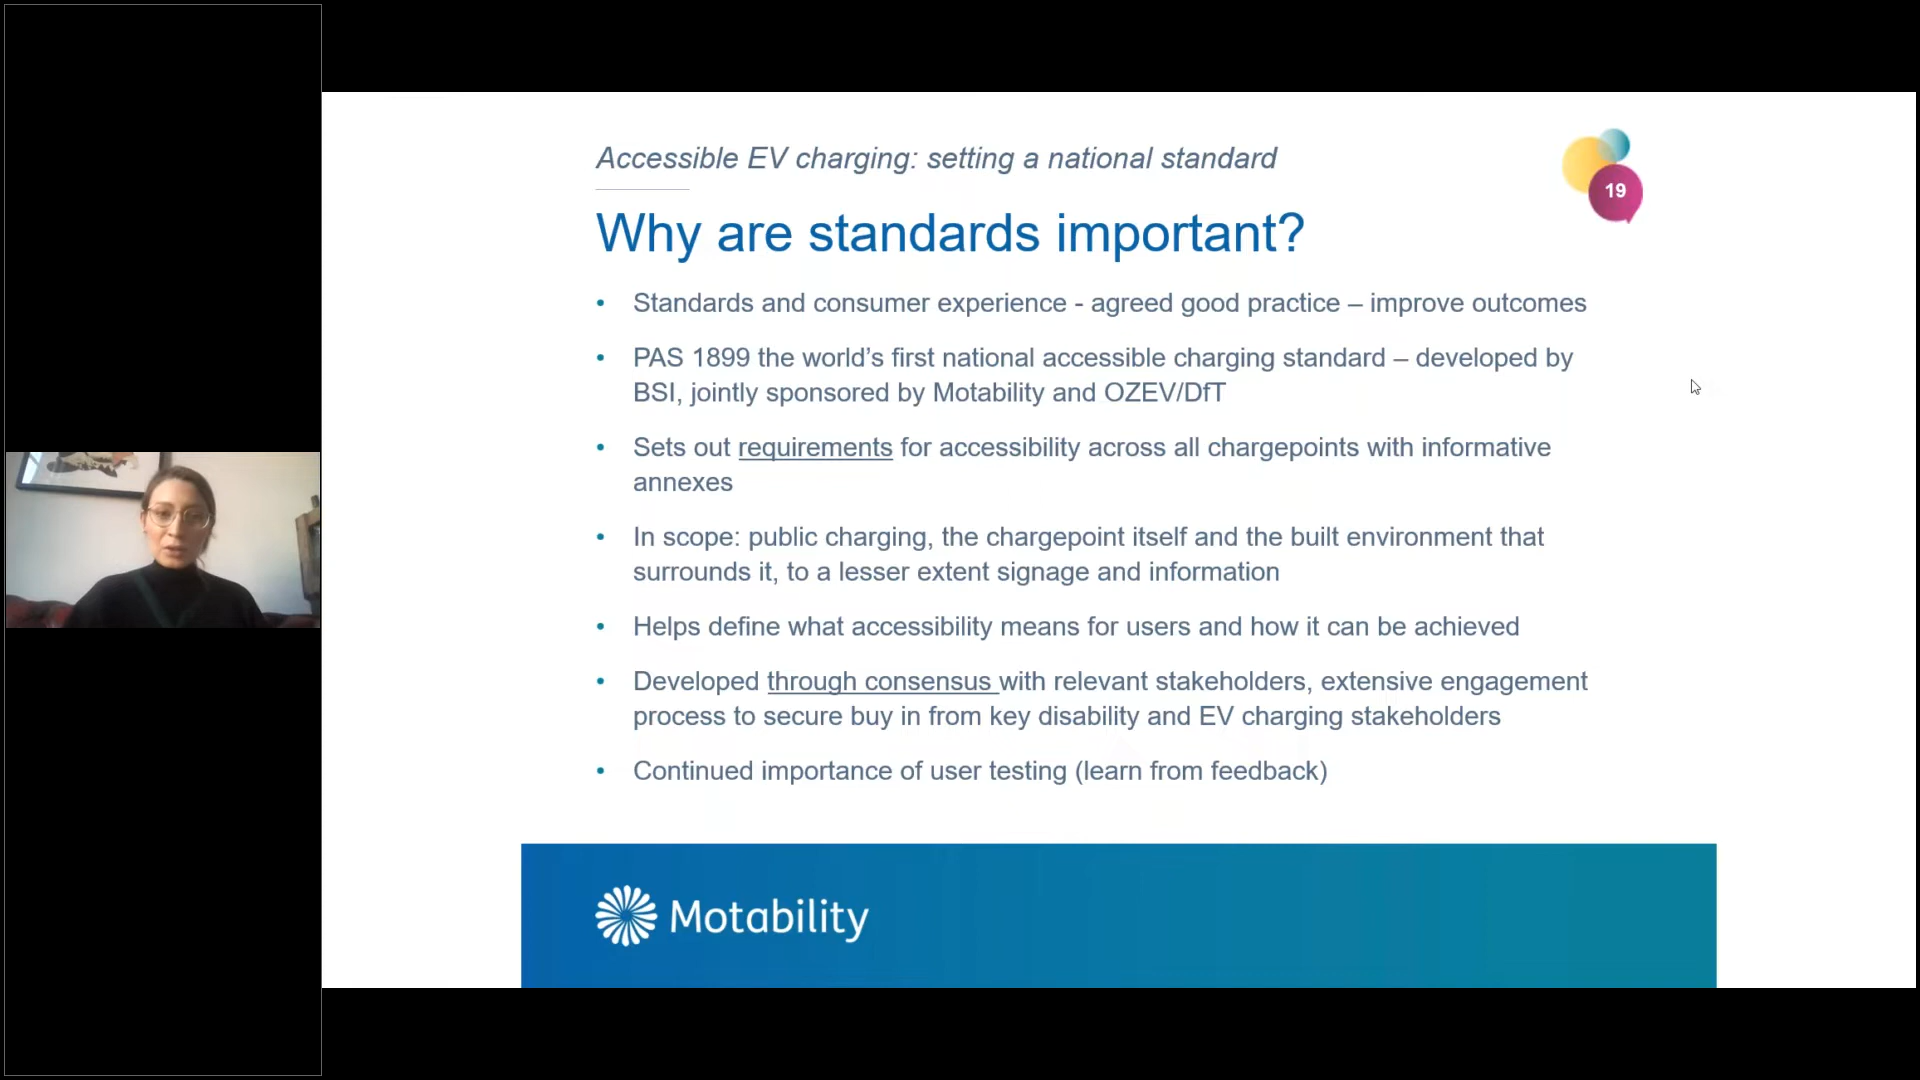 Accessible EV charging: setting a national standard
19
Why are standards important?
• Standards and consumer experience - agreed good practice – improve outcomes
• PAS 1899 the world’s first national accessible charging standard – developed by
BSI, jointly sponsored by Motability and OZEV/DfT
• Sets out requirements for accessibility across all chargepoints with informative
annexes
• In scope: public charging, the chargepoint itself and the built environment that
surrounds it, to a lesser extent signage and information
• Helps define what accessibility means for users and how it can be achieved
• Developed through consensus with relevant stakeholders, extensive engagement
process to secure buy in from key disability and EV charging stakeholders
• Continued importance of user testing (learn from feedback)
Motability